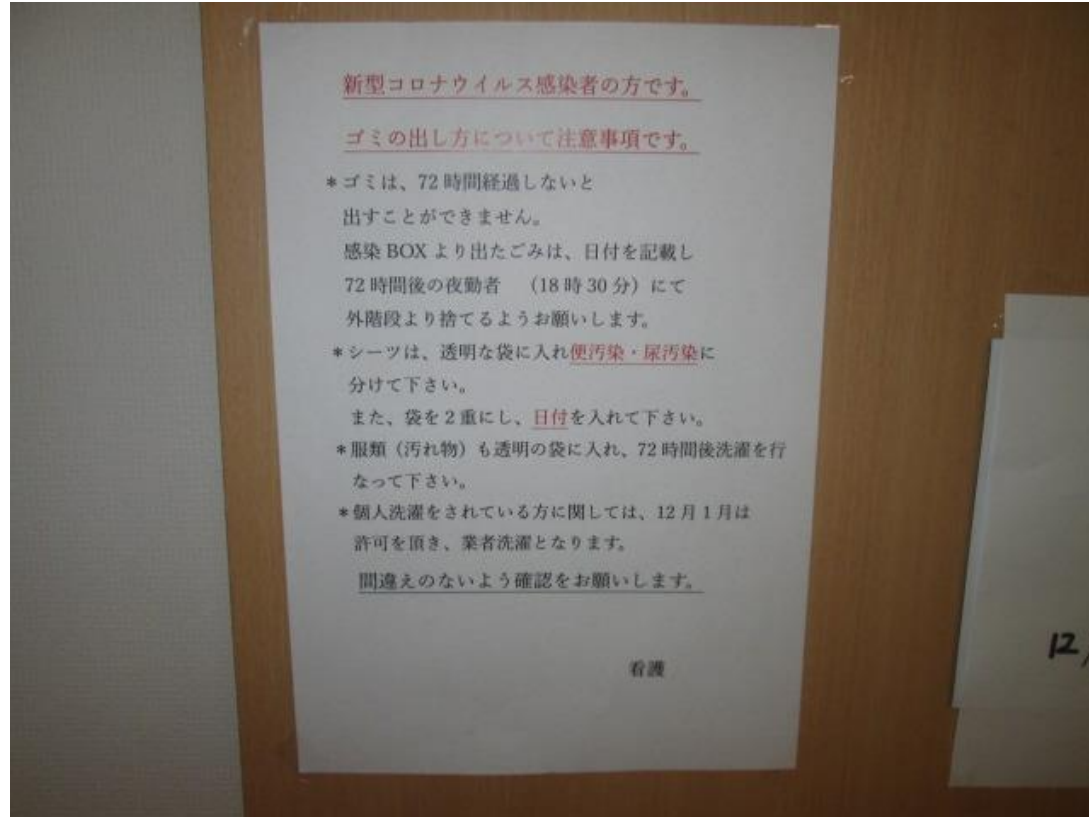 新型コロナウイルス感染者の方です。
ゴミの出し方について注意事項です。
＊ゴミは、72時間経過しないと
出すことができません。
感染BOXより出たごみは、日付を記載し
72時間後の夜勤者　（18時30分）にて
外階段より捨てるようお願いします。
＊シーツは、透明な袋に入れ便汚染・尿汚染に
分けて下さい。
また、袋を2重にし、日付を入れて下さい。
＊服類（汚れ物）も透明の袋に入れ、72時間後洗濯を行
なって下さい。
＊個人洗濯をされている方に関しては、12月1月は
許可を頂き、業者洗濯となります。
間違えのないよう確認をお願いします。
看護
12/